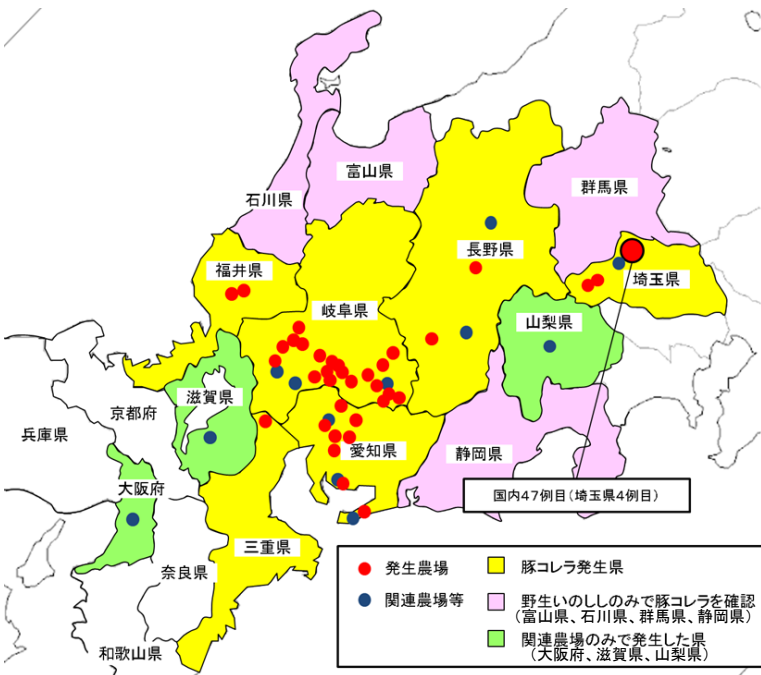 富山県
群馬県
石川県
長野県
福井県
埼玉県
岐阜県
山梨県
滋賀県
京都府
兵庫県
愛知県
静岡県
大阪府
国内47例目(埼玉県4例目)
三重県
奈良県
和歌山県
発生農場
豚コレラ発生県
関連農場等
野生いのししのみで豚コレラを確認
(富山県、石川県、群馬県、静岡県)
関連農場のみで発生した県
(大阪府、滋賀県、山梨県)